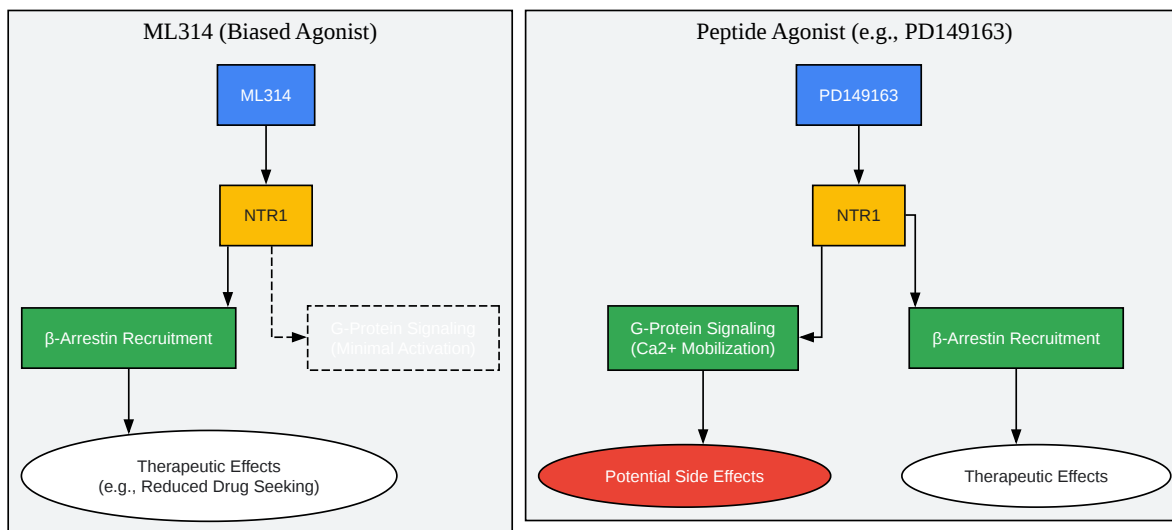 ML314 (Biased Agonist)
ML314
NTR1
β-Arrestin Recruitment
G-Protein Signaling
(Minimal Activation)
Therapeutic Effects
(e.g., Reduced Drug Seeking)
Peptide Agonist (e.g., PD149163)
PD149163
NTR1
G-Protein Signaling
(Ca2+ Mobilization)
β-Arrestin Recruitment
Potential Side Effects
Therapeutic Effects